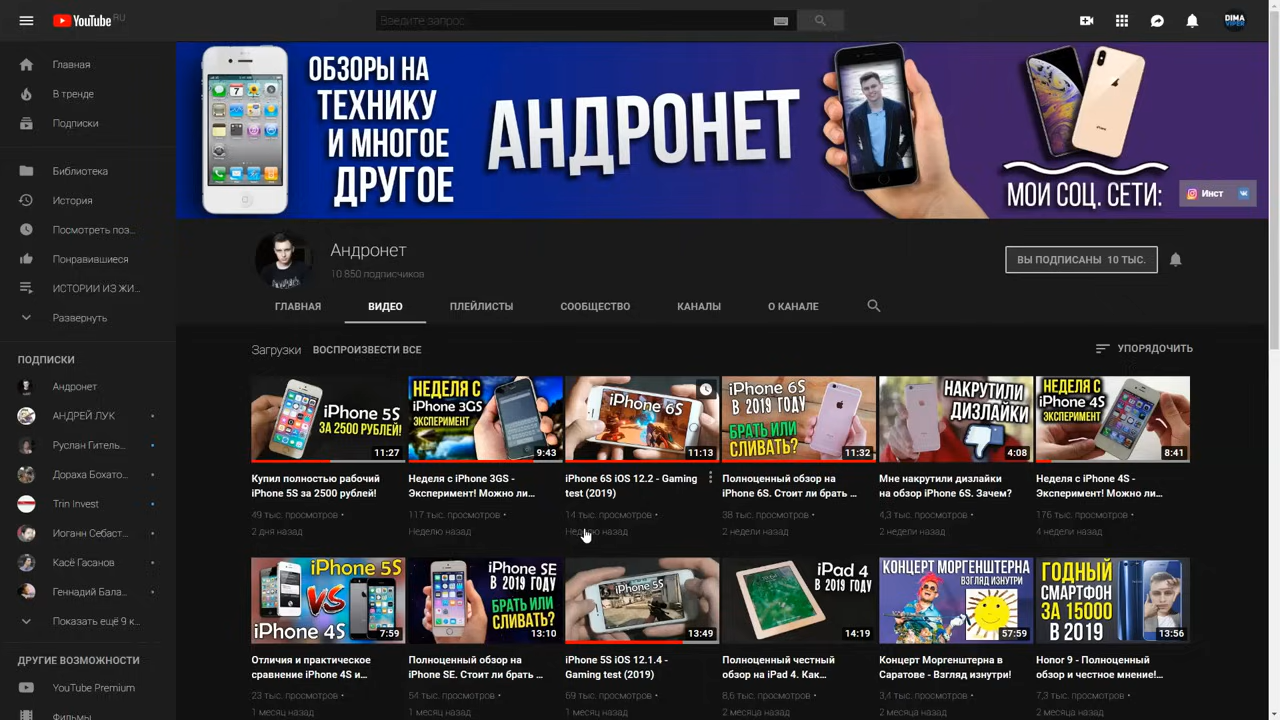 YouTube RU
Введите запрос
DIMA
VIPER
Главная
В тренде
Подписки
Библиотека
История
Посмотреть поз...
Понравившиеся
ИСТОРИИ ИЗ ЖИ...
Развернуть
ПОДПИСКИ
Андронет
АНДРЕЙ ЛУК
Руслан Гитель...
Дораха Бохато...
Trin Invest
Иоганн Себаст...
Касё Гасанов
Геннадий Бала...
Показать ещё 9 к...
ДРУГИЕ ВОЗМОЖНОСТИ
YouTube Premium
Фильмы
ОБЗОРЫ НА
ТЕХНИКУ
И МНОГОЕ
ДРУГОЕ
АНДРОНЕТ
МОИ СОЦ. СЕТИ:
Инст
Андронет
10 850 подписчиков
ВЫ ПОДПИСАНЫ 10 ТЫС.
ГЛАВНАЯ
ВИДЕО
ПЛЕЙЛИСТЫ
СООБЩЕСТВО
КАНАЛЫ
О КАНАЛЕ
Загрузки
ВОСПРОИЗВЕСТИ ВСЕ
УПОРЯДОЧИТЬ
iPhone 5S
ЗА 2500 РУБЛЕЙ!
11:27
Купил полностью рабочий
iPhone 5S за 2500 рублей!
49 тыс. просмотров •
2 дня назад
НЕДЕЛЯ С
iPhone 3GS
ЭКСПЕРИМЕНТ
9:43
Неделя с iPhone 3GS -
Эксперимент! Можно ли...
117 тыс. просмотров •
Неделю назад
iPhone 6S
11:13
iPhone 6S iOS 12.2 - Gaming
test (2019)
14 тыс. просмотров •
Неделю назад
iPhone 6S
В 2019 ГОДУ
БРАТЬ ИЛИ
СЛИВАТЬ?
11:32
Полноценный обзор на
iPhone 6S. Стоит ли брать ...
38 тыс. просмотров •
2 недели назад
НАКРУТИЛИ
ДИЗЛАЙКИ
4:08
Мне накрутили дизлайки
на обзор iPhone 6S. Зачем?
4,3 тыс. просмотров •
2 недели назад
НЕДЕЛЯ С
iPhone 4S
ЭКСПЕРИМЕНТ
8:41
Неделя с iPhone 4S -
Эксперимент! Можно ли...
176 тыс. просмотров •
4 недели назад
iPhone 5S
VS
iPhone 4S
7:59
Отличия и практическое
сравнение iPhone 4S и...
23 тыс. просмотров •
1 месяц назад
iPhone SE
В 2019 ГОДУ
БРАТЬ ИЛИ
СЛИВАТЬ?
13:10
Полноценный обзор на
iPhone SE. Стоит ли брать ...
54 тыс. просмотров •
1 месяц назад
iPhone 5S
13:49
iPhone 5S iOS 12.1.4 -
Gaming test (2019)
69 тыс. просмотров •
1 месяц назад
iPad 4
В 2019 ГОДУ
14:19
Полноценный честный
обзор на iPad 4. Как...
8,6 тыс. просмотров •
2 месяца назад
КОНЦЕРТ МОРГЕНШТЕРНА
ВЗГЛЯД ИЗНУТРИ
57:59
Концерт Моргенштерна в
Саратове - Взгляд изнутри!
3,4 тыс. просмотров •
2 месяца назад
ГОДНЫЙ
СМАРТФОН
ЗА 15000
В 2019
13:56
Honor 9 - Полноценный
обзор и честное мнение!...
7,3 тыс. просмотров •
2 месяца назад